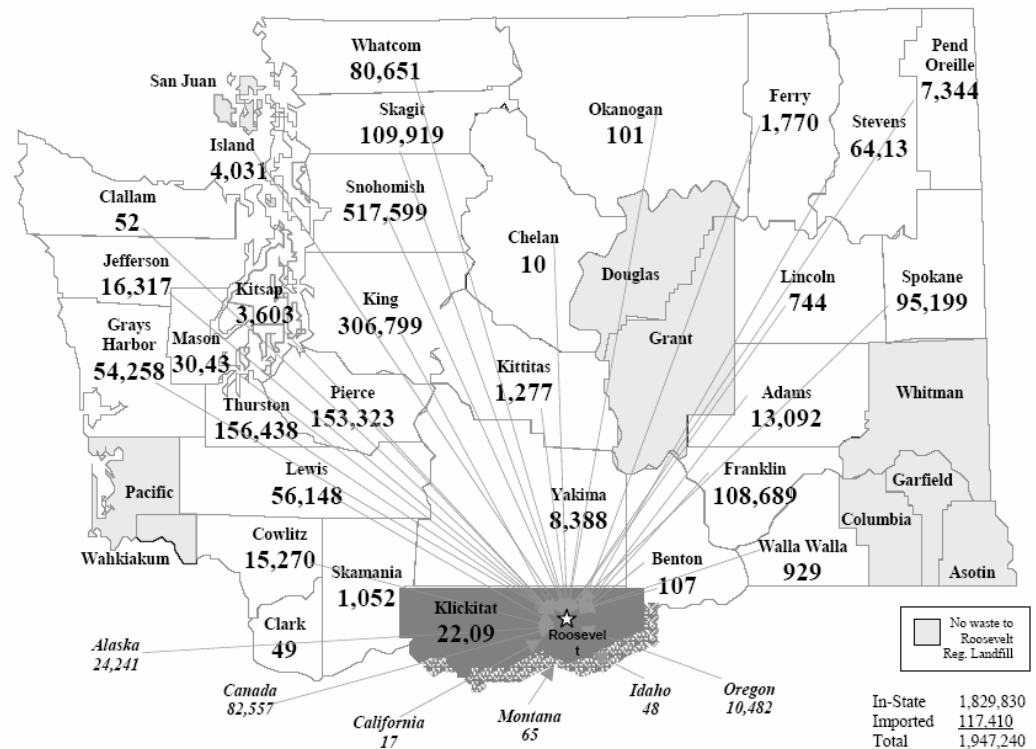 Whatcom
80,651
Pend
Oreille
7,344
San Juan
Skagit
109,919
Okanogan
101
Ferry
1,770
Stevens
64,13
Island
4,031
Clallam
52
Snohomish
517,599
Chelan
10
Jefferson
16,317
Douglas
Lincoln
744
Spokane
95,199
Kitsap
3,603
King
306,799
Grays
Harbor
54,258
Mason
30,43
Grant
Kittitas
1,277
Pierce
153,323
Thurston
156,438
Adams
13,092
Whitman
Lewis
56,148
Franklin
108,689
Garfield
Pacific
Yakima
8,388
Columbia
Wahkiakum
Cowlitz
15,270
Benton
107
Walla Walla
929
Asotin
Skamania
1,052
Klickitat
22,09
Roosevel
t
Clark
49
No waste to
Roosevelt
Reg. Landfill
Alaska
24,241
Canada
82,557
California
17
Montana
65
Idaho
48
Oregon
10,482
In-State 1,829,830
Imported 117,410
Total 1,947,240